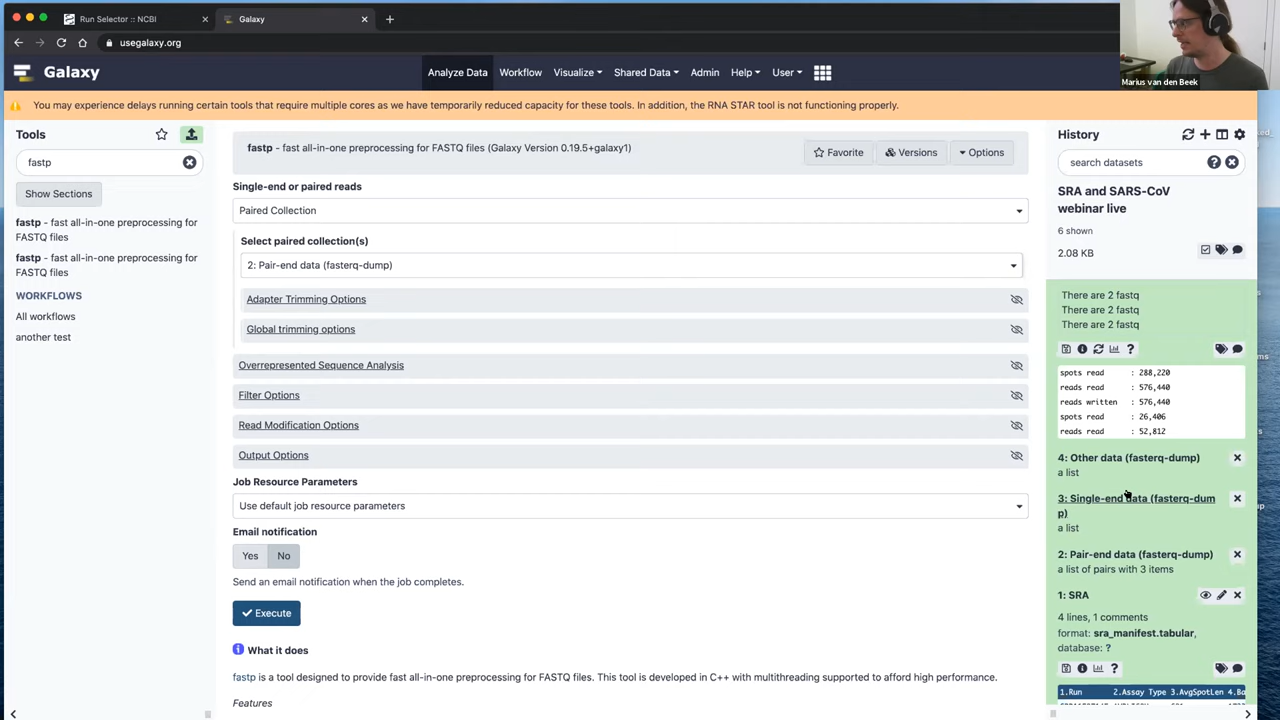 Run Selector :: NCBI
Galaxy
usegalaxy.org
Galaxy
Analyze Data
Workflow
Visualize
Shared Data
Admin
Help
User
Marius van den Beek
You may experience delays running certain tools that require multiple cores as we have temporarily reduced capacity for these tools. In addition, the RNA STAR tool is not functioning properly.
Tools
fastp
Show Sections
fastp - fast all-in-one preprocessing for
FASTQ files
fastp - fast all-in-one preprocessing for
FASTQ files
WORKFLOWS
All workflows
another test
fastp - fast all-in-one preprocessing for FASTQ files (Galaxy Version 0.19.5+galaxy1)
Favorite
Versions
Options
Single-end or paired reads
Paired Collection
Select paired collection(s)
2: Pair-end data (fasterq-dump)
Adapter Trimming Options
Global trimming options
Overrepresented Sequence Analysis
Filter Options
Read Modification Options
Output Options
Job Resource Parameters
Use default job resource parameters
Email notification
Yes
No
Send an email notification when the job completes.
Execute
What it does
fastp is a tool designed to provide fast all-in-one preprocessing for FASTQ files. This tool is developed in C++ with multithreading supported to afford high performance.
Features
History
search datasets
SRA and SARS-CoV
webinar live
6 shown
2.08 KB
There are 2 fastq
There are 2 fastq
There are 2 fastq
spots read : 288,220
reads read : 576,440
reads written : 576,440
spots read : 26,406
reads read : 52,812
4: Other data (fasterq-dump)
a list
3: Single-end data (fasterq-dum
p)
a list
2: Pair-end data (fasterq-dump)
a list of pairs with 3 items
1: SRA
4 lines, 1 comments
format: sra_manifest.tabular,
database: ?
1.Run 2.Assay Type 3.AvgSpotLen 4.Ba